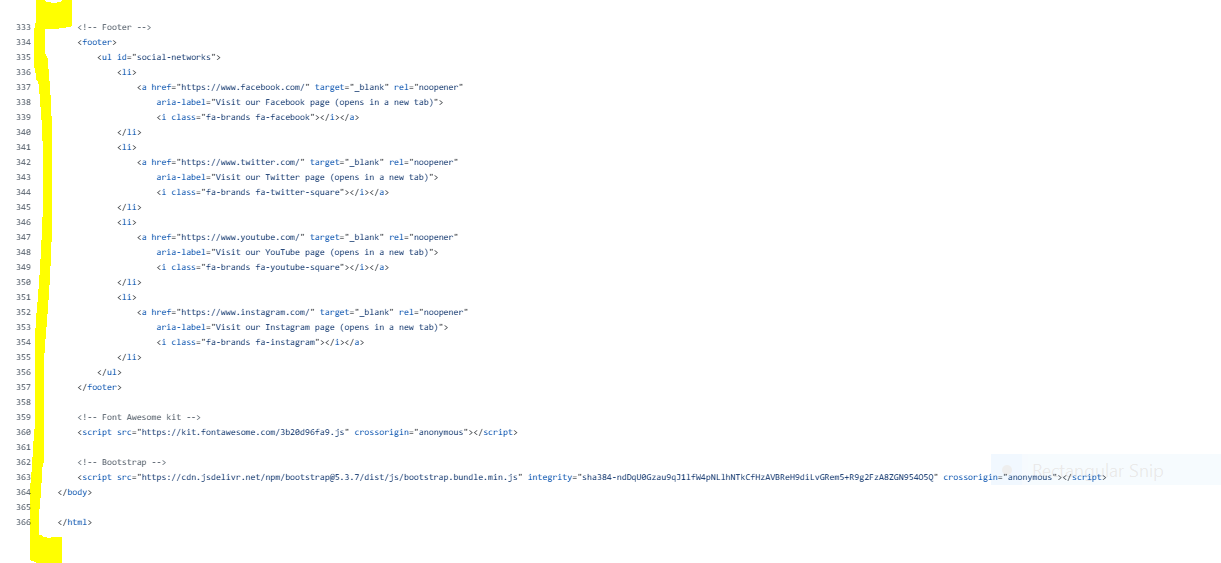 333 <!-- Footer -->
334 <footer>
335 <ul id="social-networks">
336 <li>
337 <a href="https://www.facebook.com/" target="_blank" rel="noopener"
338 aria-label="Visit our Facebook page (opens in a new tab)">
339 <i class="fa-brands fa-facebook"></i></a>
340 </li>
341 <li>
342 <a href="https://www.twitter.com/" target="_blank" rel="noopener"
343 aria-label="Visit our Twitter page (opens in a new tab)">
344 <i class="fa-brands fa-twitter-square"></i></a>
345 </li>
346 <li>
347 <a href="https://www.youtube.com/" target="_blank" rel="noopener"
348 aria-label="Visit our YouTube page (opens in a new tab)">
349 <i class="fa-brands fa-youtube-square"></i></a>
350 </li>
351 <li>
352 <a href="https://www.instagram.com/" target="_blank" rel="noopener"
353 aria-label="Visit our Instagram page (opens in a new tab)">
354 <i class="fa-brands fa-instagram"></i></a>
355 </li>
356 </ul>
357 </footer>
358
359 <!-- Font Awesome kit -->
360 <script src="https://kit.fontawesome.com/3b20d96fa9.js" crossorigin="anonymous"></script>
361
362 <!-- Bootstrap -->
Rectangular Snip
363 <script src="https://cdn.jsdelivr.net/npm/bootstrap@5.3.7/dist/js/bootstrap.bundle.min.js" integrity="sha384-ndDqU0Gzau9qJ1lfW4pNLlhNTkCfHzAVBReH9diLvGRem5+R9g2FzA8ZGN954O5Q" crossorigin="anonymous"></script>
364 </body>
365
366 </html>